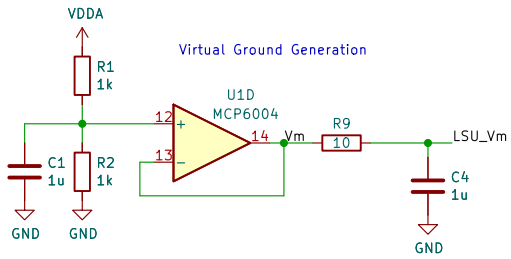 VDDA
Virtual Ground Generation
R1
1k
U1D
MCP6004
12
+
13
−
14
Vm
R9
10
LSU_Vm
C1
1u
R2
1k
C4
1u
GND
GND
GND